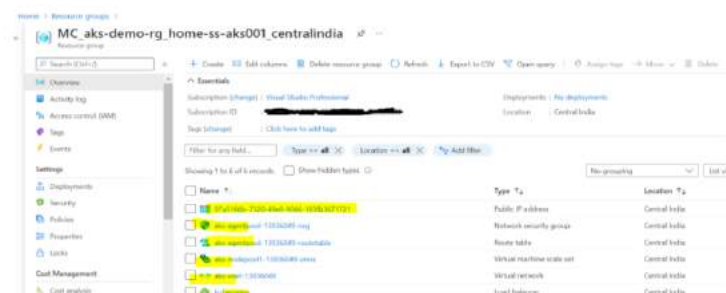 Home > Resource groups >
MC_aks-demo-rg_home-ss-aks001_centralindia
Resource group
Search (Ctrl+/)
Create Edit columns Delete resource group Refresh Export to CSV Open query Assign tags Move Delete
Overview
Essentials
Activity log
Subscription (change) : Visual Studio Professional
Deployments : No deployments
Access control (IAM)
Subscription ID
Location : Central India
Tags
Tags (change) : Click here to add tags
Events
Filter for any field...
Type == all
Location == all
Add filter
Settings
Showing 1 to 6 of 6 records.
Show hidden types
No grouping
List v
Deployments
Name
Type
Location
Security
Public IP address
Central India
Policies
Network security group
Central India
Properties
Route table
Central India
Locks
Virtual machine scale set
Central India
Cost Management
Virtual network
Central India
Cost analysis
Load balancer
Central India